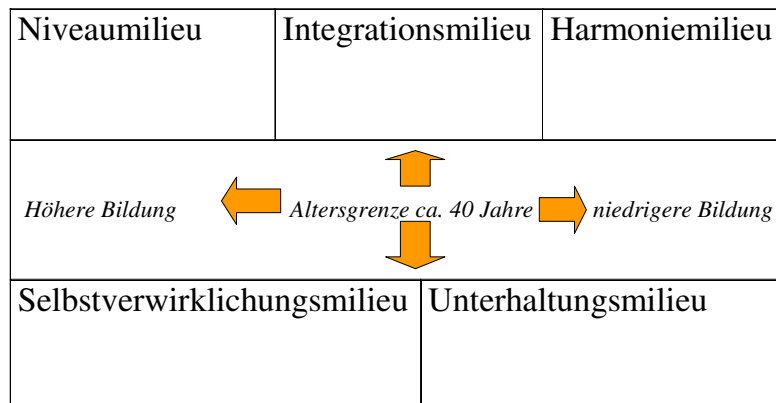 Niveaumilieu
Integrationsmilieu
Harmoniemilieu
Höhere Bildung
Altersgrenze ca. 40 Jahre
niedrigere Bildung
Selbstverwirklichungsmilieu
Unterhaltungsmilieu